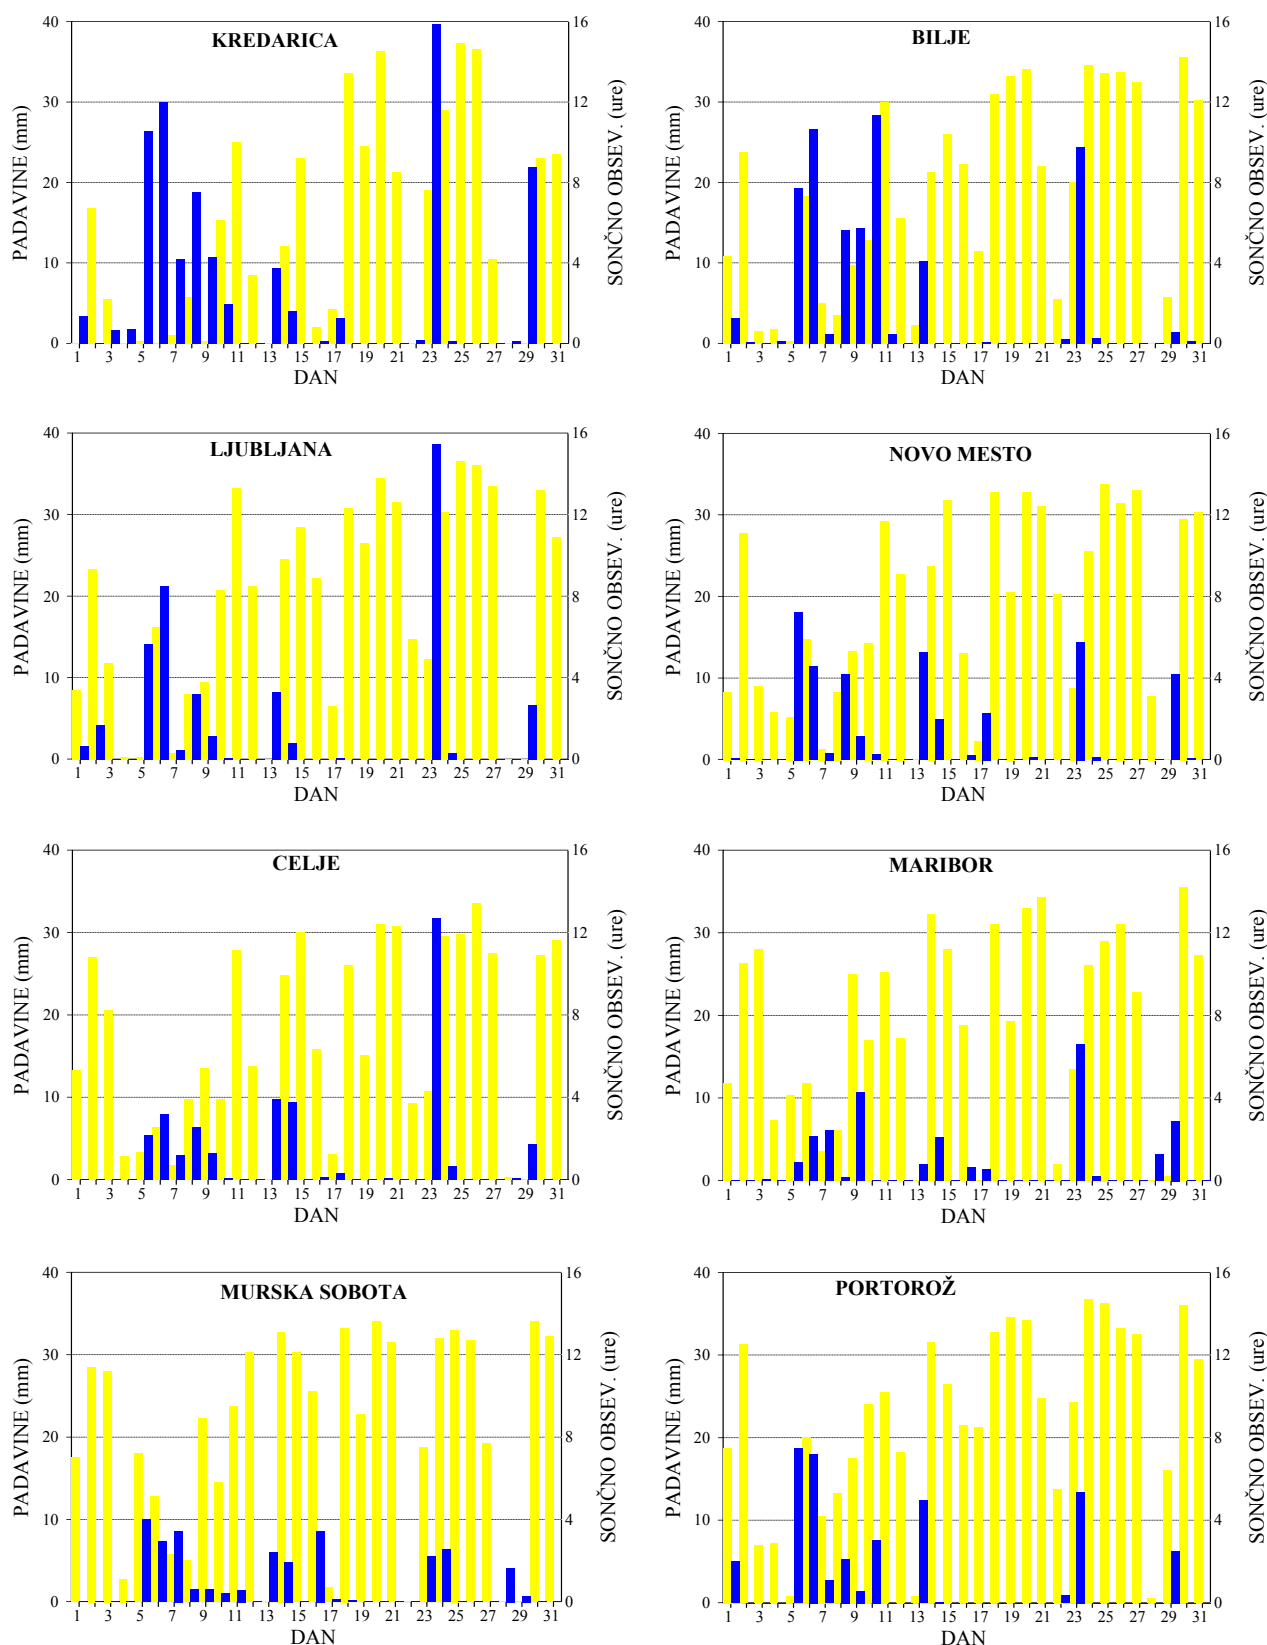 KREDARICA
PADAVINE (mm)
40
30
20
10
0
16
12
8
4
0
SONČNO OBSEV. (ure)
1 3 5 7 9 11 13 15 17 19 21 23 25 27 29 31
DAN
BILJE
PADAVINE (mm)
40
30
20
10
0
16
12
8
4
0
SONČNO OBSEV. (ure)
1 3 5 7 9 11 13 15 17 19 21 23 25 27 29 31
DAN
LJUBLJANA
PADAVINE (mm)
40
30
20
10
0
16
12
8
4
0
SONČNO OBSEV. (ure)
1 3 5 7 9 11 13 15 17 19 21 23 25 27 29 31
DAN
NOVO MESTO
PADAVINE (mm)
40
30
20
10
0
16
12
8
4
0
SONČNO OBSEV. (ure)
1 3 5 7 9 11 13 15 17 19 21 23 25 27 29 31
DAN
CELJE
PADAVINE (mm)
40
30
20
10
0
16
12
8
4
0
SONČNO OBSEV. (ure)
1 3 5 7 9 11 13 15 17 19 21 23 25 27 29 31
DAN
MARIBOR
PADAVINE (mm)
40
30
20
10
0
16
12
8
4
0
SONČNO OBSEV. (ure)
1 3 5 7 9 11 13 15 17 19 21 23 25 27 29 31
DAN
MURSKA SOBOTA
PADAVINE (mm)
40
30
20
10
0
16
12
8
4
0
SONČNO OBSEV. (ure)
1 3 5 7 9 11 13 15 17 19 21 23 25 27 29 31
DAN
PORTOROŽ
PADAVINE (mm)
40
30
20
10
0
16
12
8
4
0
SONČNO OBSEV. (ure)
1 3 5 7 9 11 13 15 17 19 21 23 25 27 29 31
DAN